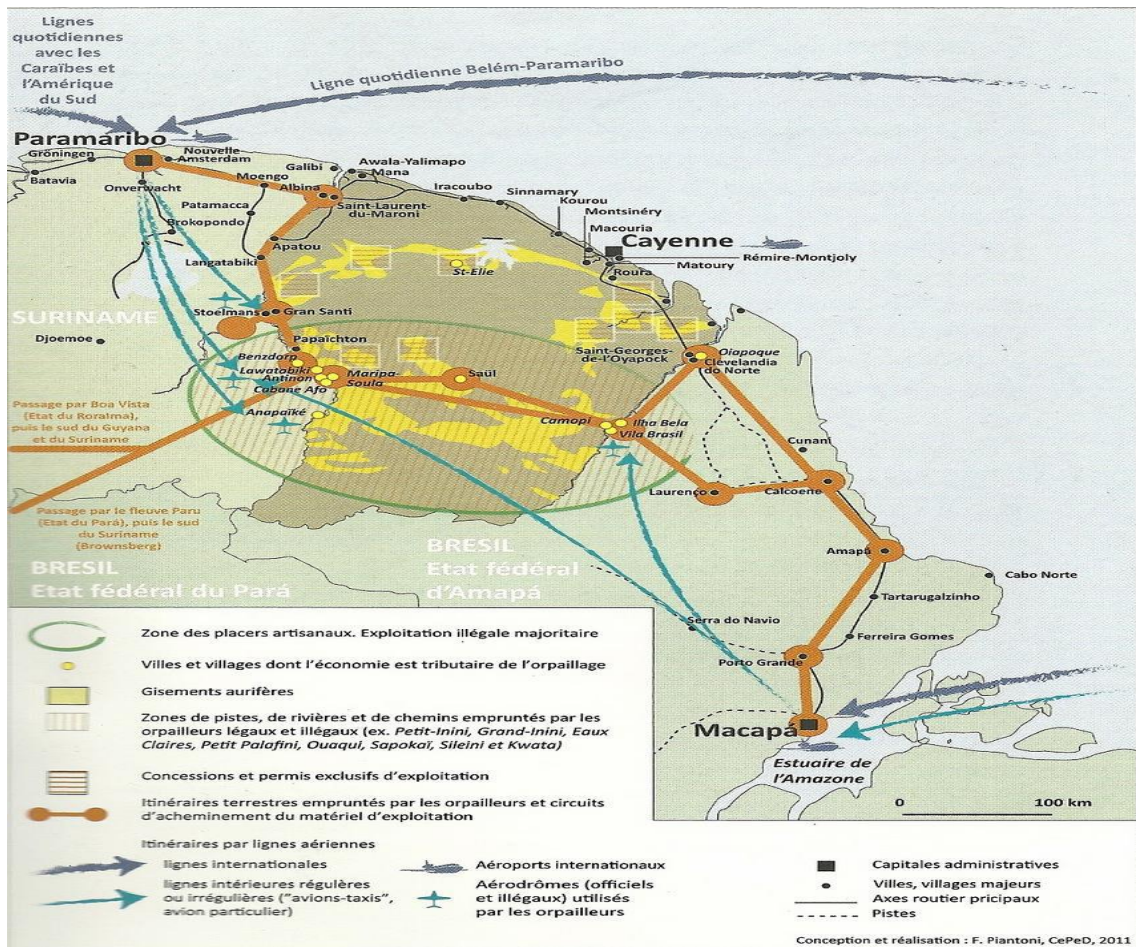 Lignes
quotidiennes
avec les
Caraïbes et
l'Amérique
du Sud
Ligne quotidienne Belém-Paramaribo
Paramaribo
Gröningen
Nouvelle
Amsterdam
Batavia
Onverwacht
Moengo
Galibi
Awala-Yalimapo
Mana
Albina
Saint-Laurent-
du-Maroni
Iracoubo
Sinnamary
Kourou
Montsinéry
Macouria
Cayenne
Rémire-Montjoly
Matoury
Roura
Patamacca
Brokopondo
Apatou
Langatabiki
St-Elie
SURINAME
Stoelmans
Gran Santi
Djoemoe
Papaïchton
Benzdorp
Lawatabiki
Antinon
Cabane Afo
Maripa-
Soula
Saül
Anapaïké
Saint-Georges-
de-l'Oyapock
Oiapoque
Clevelandia
do Norte
Passage par Boa Vista
(Etat du Roraïma),
puis le sud du Guyana
et du Suriname
Camopi
Ilha Bela
Vila Brasil
Cunani
Laurenço
Calcoene
Passage par le fleuve Paru
(Etat du Pará), puis le sud
du Suriname
(Brownsberg)
BRESIL
Etat fédéral du Pará
BRESIL
Etat fédéral
d'Amapá
Amapá
Cabo Norte
Tartarugalzinho
Serra do Navio
Ferreira Gomes
Porto Grande
Macapá
Estuaire de
l'Amazone
0 100 km
Zone des placers artisanaux. Exploitation illégale majoritaire
Villes et villages dont l'économie est tributaire de l'orpaillage
Gisements aurifères
Zones de pistes, de rivières et de chemins empruntés par les
orpailleurs légaux et illégaux (ex. Petit-Inini, Grand-Inini, Eaux
Claires, Petit Palafini, Ouaqui, Sapokaï, Sileini et Kwata)
Concessions et permis exclusifs d'exploitation
Itinéraires terrestres empruntés par les orpailleurs et circuits
d'acheminement du matériel d'exploitation
Itinéraires par lignes aériennes
lignes internationales
lignes intérieures régulères
ou irrégulières ("avions-taxis",
avion particulier)
Aéroports internationaux
Aérodrômes (officiels
et illégaux) utilisés
par les orpailleurs
Capitales administratives
Villes, villages majeurs
Axes routier pricipaux
Pistes
Conception et réalisation : F. Piantoni, CePeD, 2011